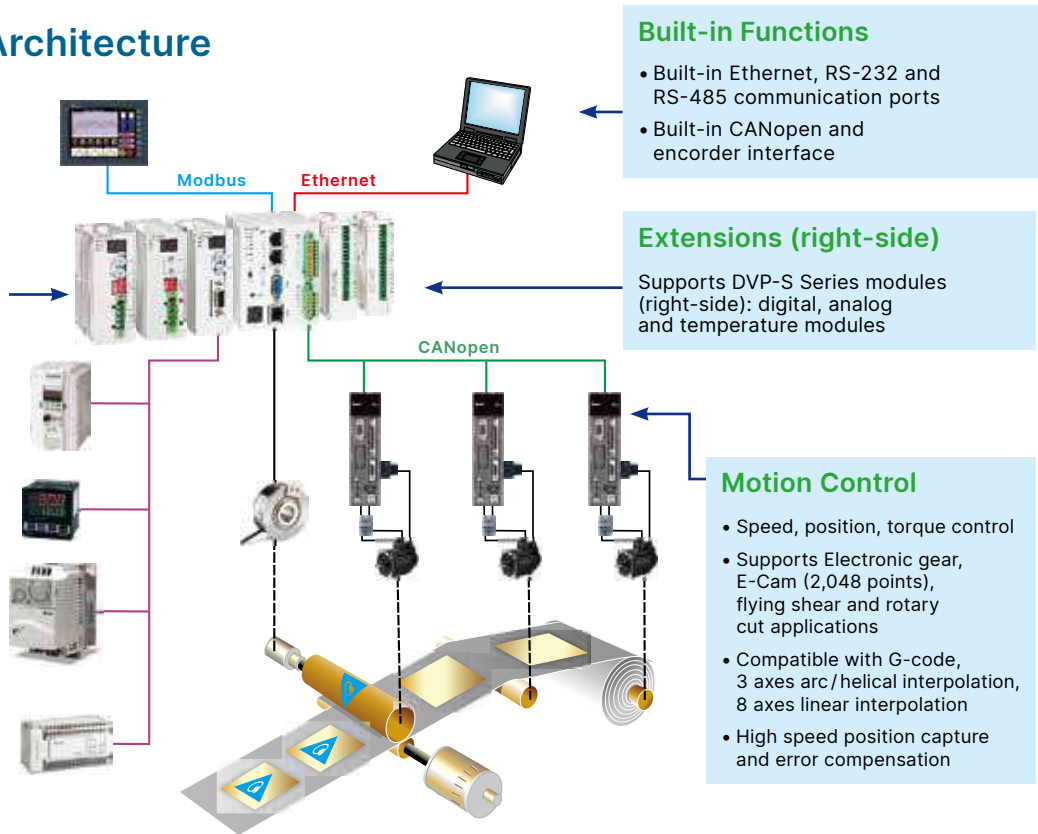 Architecture
Built-in Functions
• Built-in Ethernet, RS-232 and
RS-485 communication ports
• Built-in CANopen and
encorder interface
Modbus
Ethernet
Extensions (right-side)
Supports DVP-S Series modules
(right-side): digital, analog
and temperature modules
CANopen
Motion Control
• Speed, position, torque control
• Supports Electronic gear,
E-Cam (2,048 points),
flying shear and rotary
cut applications
• Compatible with G-code,
3 axes arc/helical interpolation,
8 axes linear interpolation
• High speed position capture
and error compensation